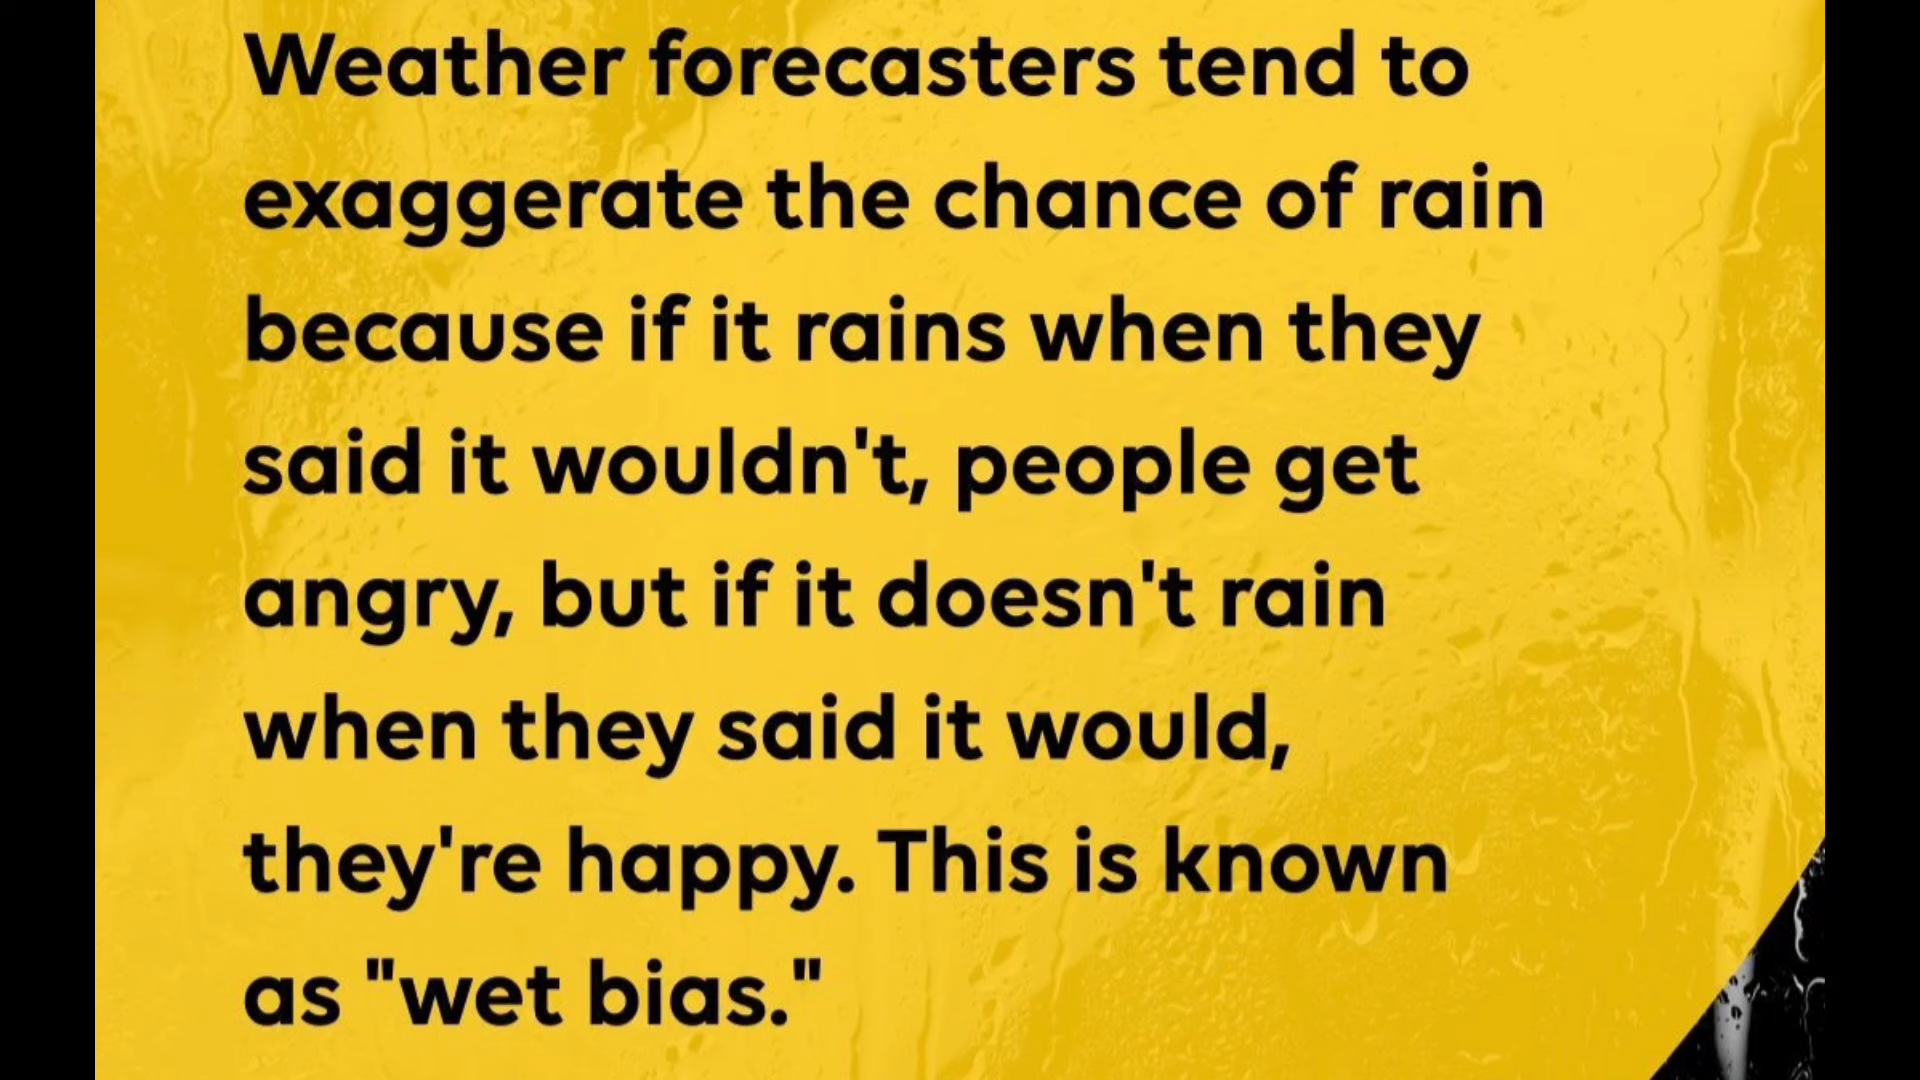 Weather forecasters tend to
exaggerate the chance of rain
because if it rains when they
said it wouldn't, people get
angry, but if it doesn't rain
when they said it would,
they're happy. This is known
as "wet bias."